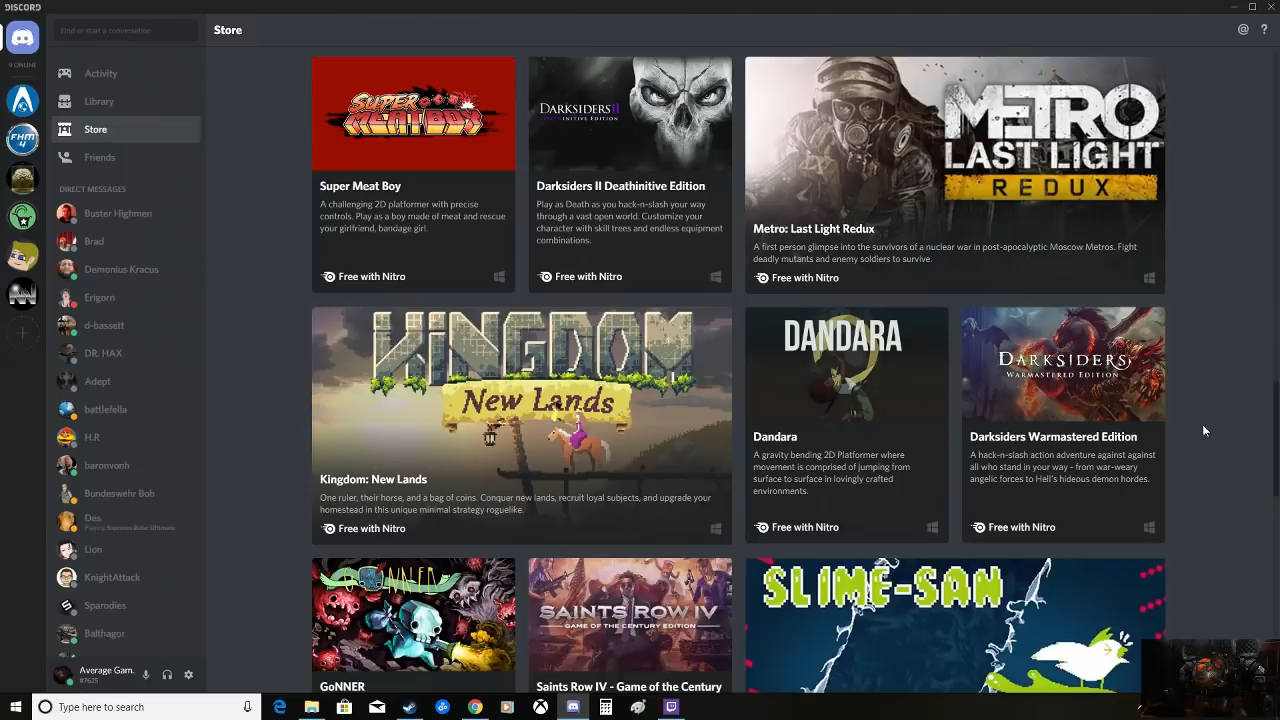 DISCORD
Find or start a conversation
Store
@
?
9 ONLINE
Activity
Library
Store
Friends
DIRECT MESSAGES
Buster Highmen
Brad
Demonius Kracus
Erigorn
d-bassett
DR. HAX
Adept
battlefella
H.R
baronvonh
Bundeswehr Bob
Des
Playing Supreme Ruler Ultimate
Lion
KnightAttack
Sparodies
Balthagor
Average Gam.
#7625
FHM
4
SUPER
MEAT BOY
Super Meat Boy
A challenging 2D platformer with precise
controls. Play as a boy made of meat and rescue
your girlfriend, bandage girl.
Free with Nitro
DARKSIDERS II
DEATHINITIVE EDITION
Darksiders II Deathinitive Edition
Play as Death as you hack-n-slash your way
through a vast open world. Customize your
character with skill trees and endless equipment
combinations.
Free with Nitro
METRO
LAST LIGHT
REDUX
Metro: Last Light Redux
A first person glimpse into the survivors of a nuclear war in post-apocalyptic Moscow Metros. Fight
deadly mutants and enemy soldiers to survive.
Free with Nitro
KINGDOM
New Lands
Kingdom: New Lands
One ruler, their horse, and a bag of coins. Conquer new lands, recruit loyal subjects, and upgrade your
homestead in this unique minimal strategy roguelike.
Free with Nitro
DANDARA
Dandara
A gravity bending 2D Platformer where
movement is comprised of jumping from
surface to surface in lovingly crafted
environments.
Free with Nitro
DARKSIDERS
WARMASTERED EDITION
Darksiders Warmastered Edition
A hack-n-slash action adventure against against
all who stand in your way - from war-weary
angelic forces to Hell's hideous demon hordes.
Free with Nitro
GONNER
GoNNER
SAINTS ROW IV
GAME OF THE CENTURY EDITION
Saints Row IV - Game of the Century
SLIME-SAN
Type here to search